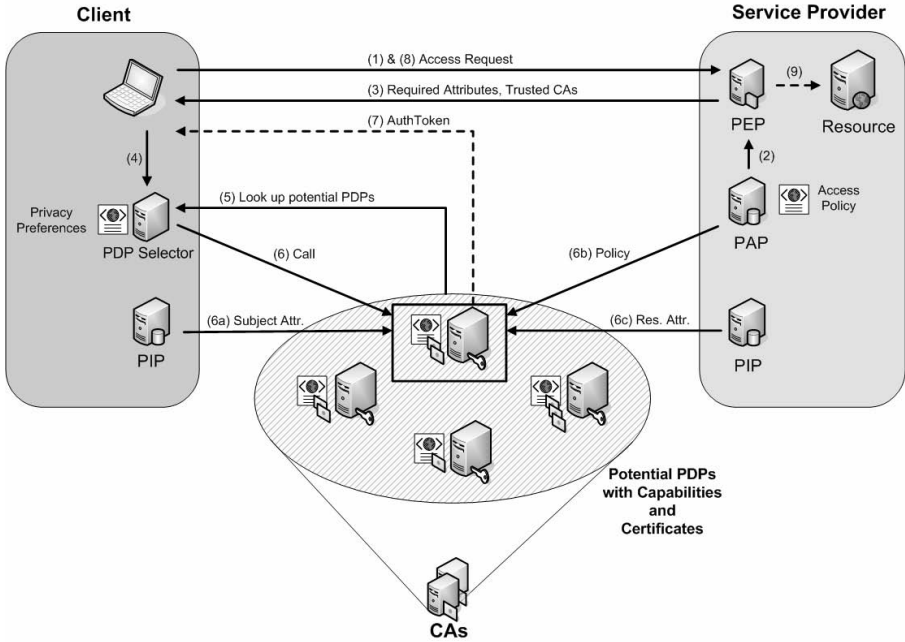 Client
Service Provider
(1) & (8) Access Request
(3) Required Attributes, Trusted CAs
(7) AuthToken
(9)
PEP
Resource
(4)
(2)
(5) Look up potential PDPs
Privacy
Preferences
PDP Selector
Access
Policy
PAP
(6) Call
(6b) Policy
(6a) Subject Attr.
(6c) Res. Attr.
PIP
PIP
Potential PDPs
with Capabilities
and
Certificates
CAs